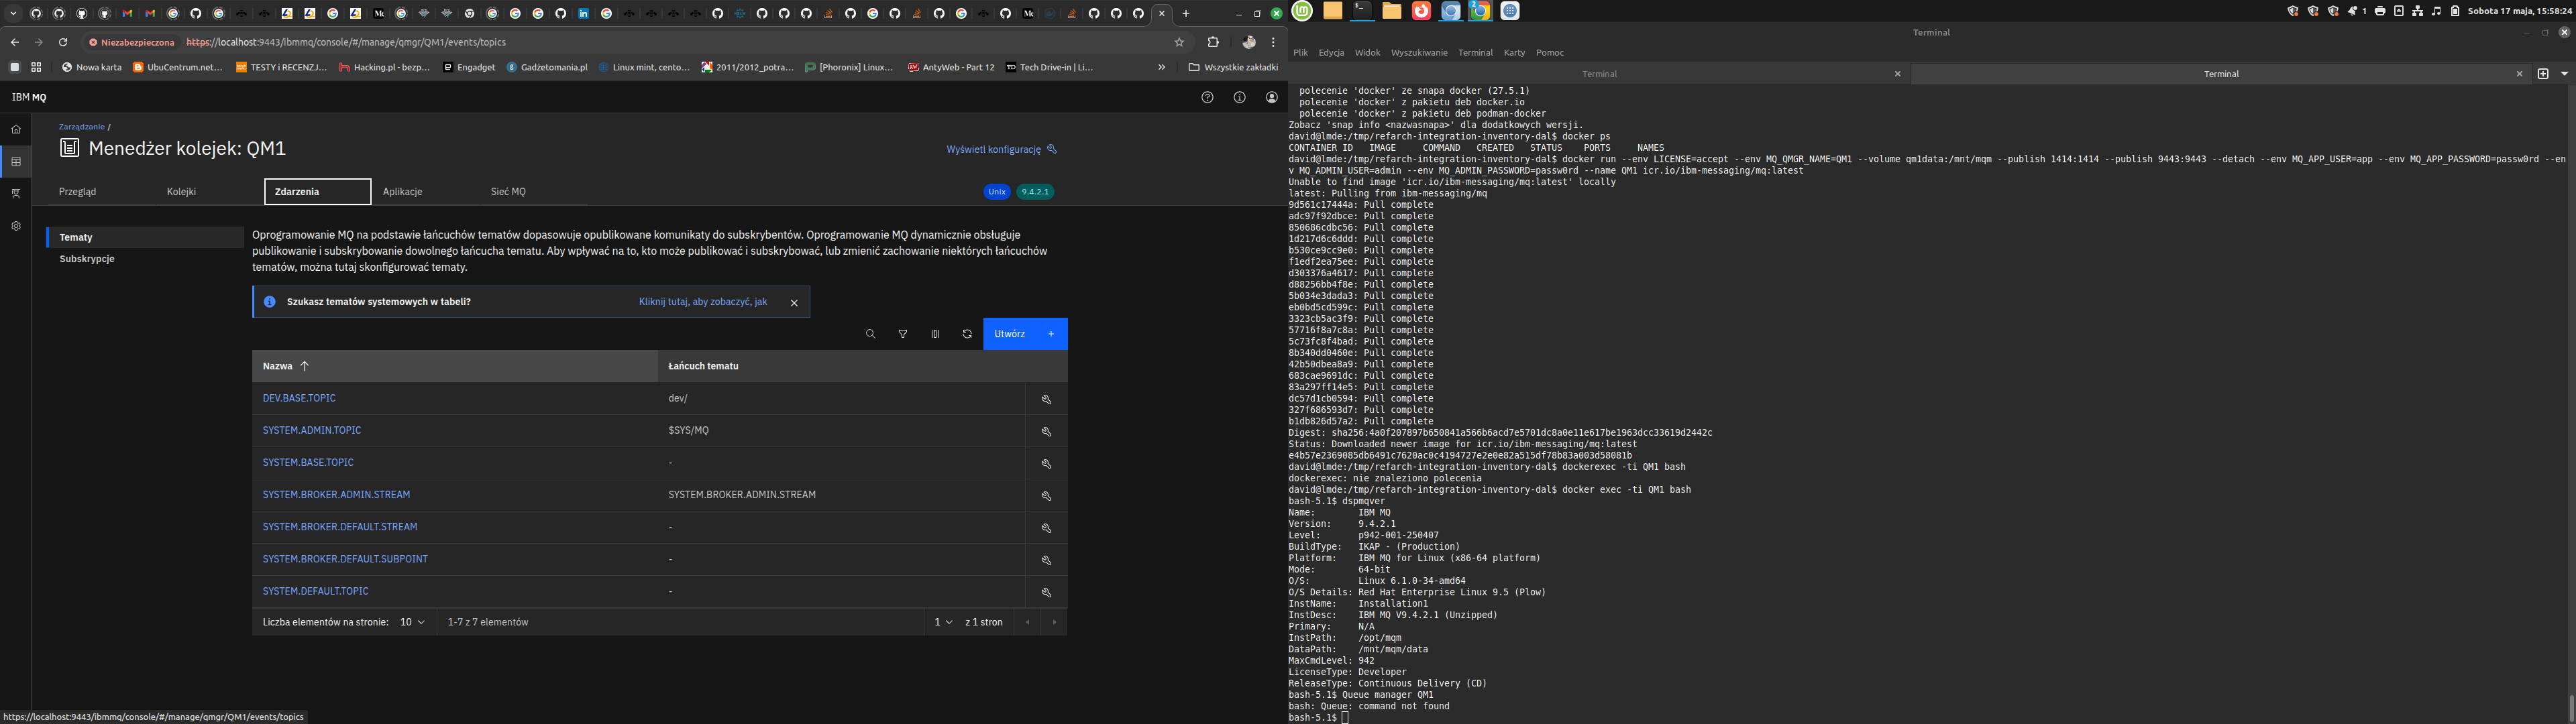 Niezabezpieczona
https://localhost:9443/ibmmq/console/#/manage/qmgr/QM1/events/topics
Nowa karta
UbuCentrum.net...
TESTY i RECENZJ...
Hacking.pl - bezp...
Engadget
Gadżetomania.pl
Linux mint, cento...
2011/2012_potra...
[Phoronix] Linux...
AntyWeb - Part 12
Tech Drive-in | Li...
»
Wszystkie zakładki
IBM MQ
Zarządzanie /
Menedżer kolejek: QM1
Wyświetl konfigurację
Przegląd
Kolejki
Zdarzenia
Aplikacje
Sieć MQ
Unix
9.4.2.1
Tematy
Subskrypcje
Oprogramowanie MQ na podstawie łańcuchów tematów dopasowuje opublikowane komunikaty do subskrybentów. Oprogramowanie MQ dynamicznie obsługuje
publikowanie i subskrybowanie dowolnego łańcucha tematu. Aby wpływać na to, kto może publikować i subskrybować, lub zmienić zachowanie niektórych łańcuchów
tematów, można tutaj skonfigurować tematy.
Szukasz tematów systemowych w tabeli?
Kliknij tutaj, aby zobaczyć, jak
Utwórz +
Nazwa
Łańcuch tematu
DEV.BASE.TOPIC
dev/
SYSTEM.ADMIN.TOPIC
$SYS/MQ
SYSTEM.BASE.TOPIC
-
SYSTEM.BROKER.ADMIN.STREAM
SYSTEM.BROKER.ADMIN.STREAM
SYSTEM.BROKER.DEFAULT.STREAM
-
SYSTEM.BROKER.DEFAULT.SUBPOINT
-
SYSTEM.DEFAULT.TOPIC
-
Liczba elementów na stronie: 10
1-7 z 7 elementów
1
z 1 stron
https://localhost:9443/ibmmq/console/#/manage/qmgr/QM1/events/topics
1
Sobota 17 maja, 15:58:24
Terminal
Plik
Edycja
Widok
Wyszukiwanie
Terminal
Karty
Pomoc
Terminal
Terminal
polecenie 'docker' ze snapa docker (27.5.1)
polecenie 'docker' z pakietu deb docker.io
polecenie 'docker' z pakietu deb podman-docker
Zobacz 'snap info <nazwasnapa>' dla dodatkowych wersji.
david@lmde:/tmp/refarch-integration-inventory-dal$ docker ps
CONTAINER ID   IMAGE     COMMAND   CREATED   STATUS    PORTS     NAMES
david@lmde:/tmp/refarch-integration-inventory-dal$ docker run --env LICENSE=accept --env MQ_QMGR_NAME=QM1 --volume qm1data:/mnt/mqm --publish 1414:1414 --publish 9443:9443 --detach --env MQ_APP_USER=app --env MQ_APP_PASSWORD=passw0rd --en
v MQ_ADMIN_USER=admin --env MQ_ADMIN_PASSWORD=passw0rd --name QM1 icr.io/ibm-messaging/mq:latest
Unable to find image 'icr.io/ibm-messaging/mq:latest' locally
latest: Pulling from ibm-messaging/mq
9d561c17444a: Pull complete
adc97f92dbce: Pull complete
850686cdbc56: Pull complete
1d217d6c6ddd: Pull complete
b530ce9cc9e0: Pull complete
f1edf2ea75ee: Pull complete
d303376a4617: Pull complete
d88256bb4f8e: Pull complete
5b034e3dada3: Pull complete
eb0bd5cd599c: Pull complete
3323cb5ac3f9: Pull complete
57716f8a7c8a: Pull complete
5c73fc8f4bad: Pull complete
8b340dd0460e: Pull complete
42b50dbea8a9: Pull complete
683cae9691dc: Pull complete
83a297ff14e5: Pull complete
dc57d1cb0594: Pull complete
327f686593d7: Pull complete
b1db826d57a2: Pull complete
Digest: sha256:4a0f207897b650841a566b6acd7e5701dc8a0e11e617be1963dcc33619d2442c
Status: Downloaded newer image for icr.io/ibm-messaging/mq:latest
e4b57e2369085db6491c7620ac0c4194727e2e0e82a515df78b83a003d58081b
david@lmde:/tmp/refarch-integration-inventory-dal$ dockerexec -ti QM1 bash
dockerexec: nie znaleziono polecenia
david@lmde:/tmp/refarch-integration-inventory-dal$ docker exec -ti QM1 bash
bash-5.1$ dspmqver
Name:        IBM MQ
Version:     9.4.2.1
Level:       p942-001-250407
BuildType:   IKAP - (Production)
Platform:    IBM MQ for Linux (x86-64 platform)
Mode:        64-bit
O/S:         Linux 6.1.0-34-amd64
O/S Details: Red Hat Enterprise Linux 9.5 (Plow)
InstName:    Installation1
InstDesc:    IBM MQ V9.4.2.1 (Unzipped)
Primary:     N/A
InstPath:    /opt/mqm
DataPath:    /mnt/mqm/data
MaxCmdLevel: 942
LicenseType: Developer
ReleaseType: Continuous Delivery (CD)
bash-5.1$ Queue manager QM1
bash: Queue: command not found
bash-5.1$